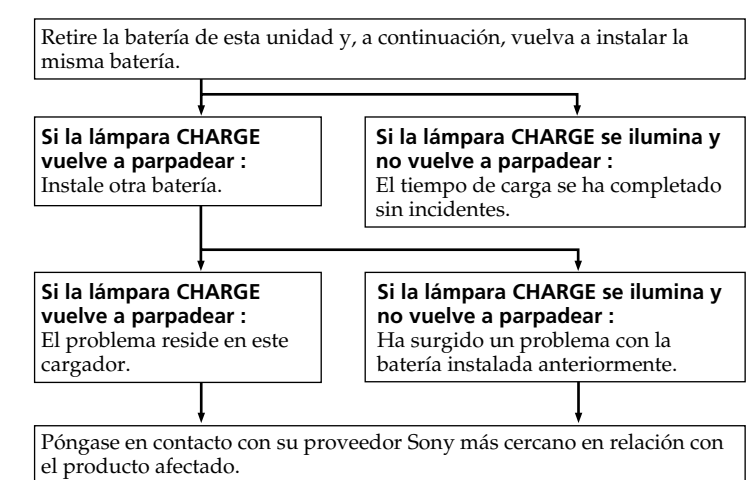 Retire la batería de esta unidad y, a continuación, vuelva a instalar la
misma batería.
Si la lámpara CHARGE
vuelve a parpadear :
Instale otra batería.
Si la lámpara CHARGE se ilumina y
no vuelve a parpadear :
El tiempo de carga se ha completado
sin incidentes.
Si la lámpara CHARGE
vuelve a parpadear :
El problema reside en este
cargador.
Si la lámpara CHARGE se ilumina y
no vuelve a parpadear :
Ha surgido un problema con la
batería instalada anteriormente.
Póngase en contacto con su proveedor Sony más cercano en relación con
el producto afectado.